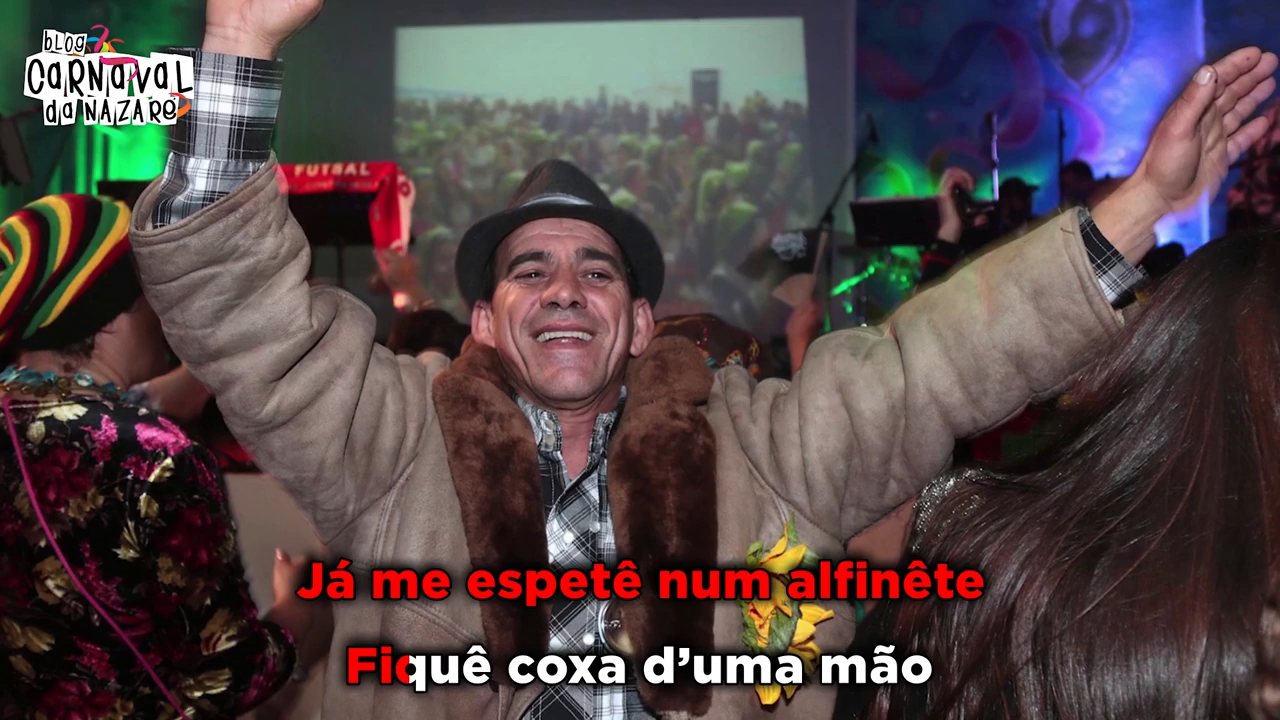 BLOG
CARNAVAL
da NAZARé
FUTSAL
Já me espetê num alfinête
Fiquê coxa d’uma mão